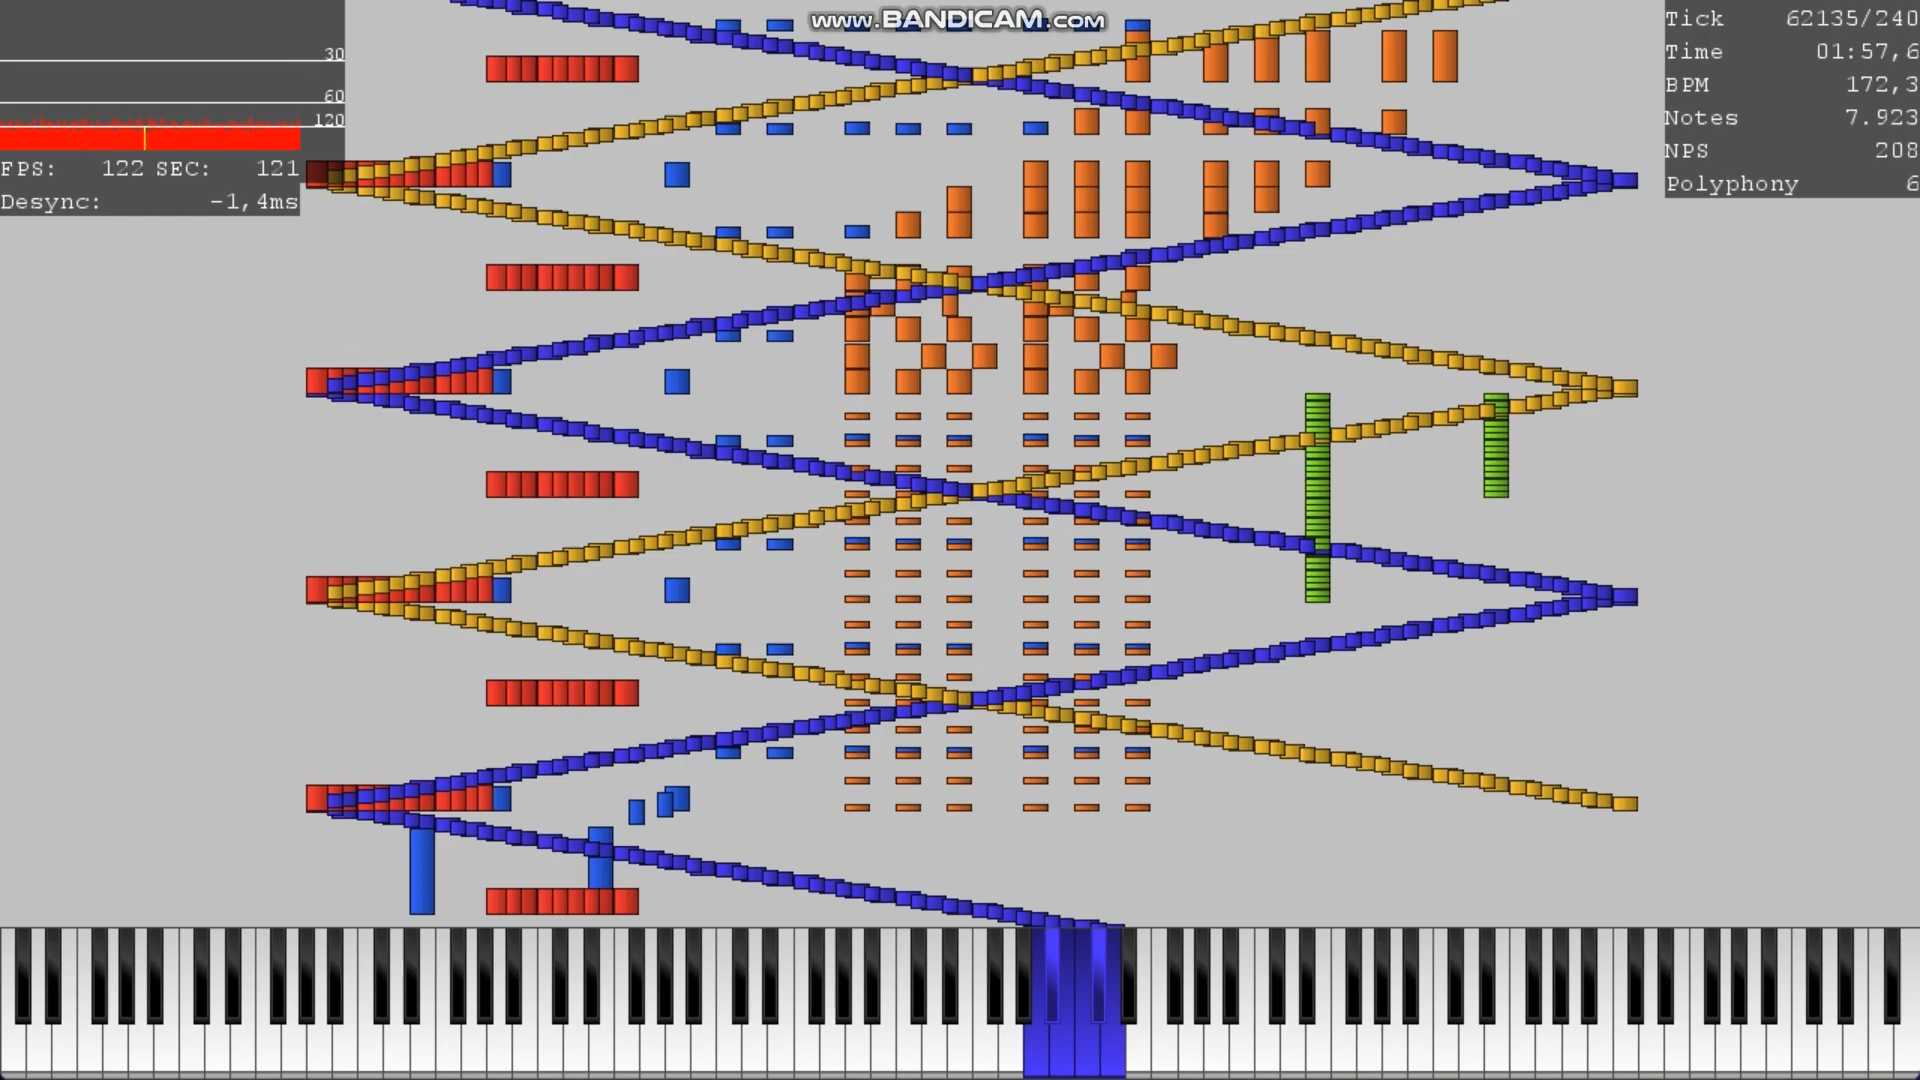 www.BANDICAM.com
30
60
120
FPS: 122 SEC: 121
Desync: -1,4ms
Tick 62135/240
Time 01:57,6
BPM 172,3
Notes 7.923
NPS 208
Polyphony 6